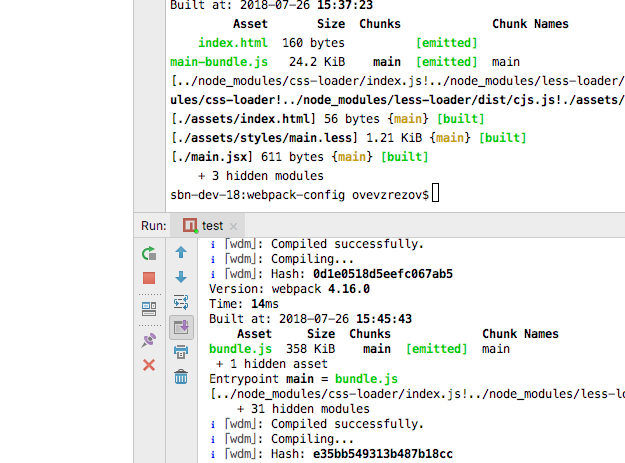 Built at: 2018-07-26 15:37:23
Asset Size Chunks Chunk Names
index.html 160 bytes [emitted]
main-bundle.js 24.2 KiB main [emitted] main
[../node_modules/css-loader/index.js!../node_modules/less-loader/
ules/css-loader!../node_modules/less-loader/dist/cjs.js!./assets/
[./assets/index.html] 56 bytes {main} [built]
[./assets/styles/main.less] 1.21 KiB {main} [built]
[./main.jsx] 611 bytes {main} [built]
+ 3 hidden modules
sbn-dev-18:webpack-config ovevzrezov$
Run: test
i ⌈wdm⌋: Compiled successfully.
i ⌈wdm⌋: Compiling...
i ⌈wdm⌋: Hash: 0d1e0518d5eefc067ab5
Version: webpack 4.16.0
Time: 14ms
Built at: 2018-07-26 15:45:43
Asset Size Chunks Chunk Names
bundle.js 358 KiB main [emitted] main
+ 1 hidden asset
Entrypoint main = bundle.js
[../node_modules/css-loader/index.js!../node_modules/less-lo
+ 31 hidden modules
i ⌈wdm⌋: Compiled successfully.
i ⌈wdm⌋: Compiling...
i ⌈wdm⌋: Hash: e35bb549313b487b18cc